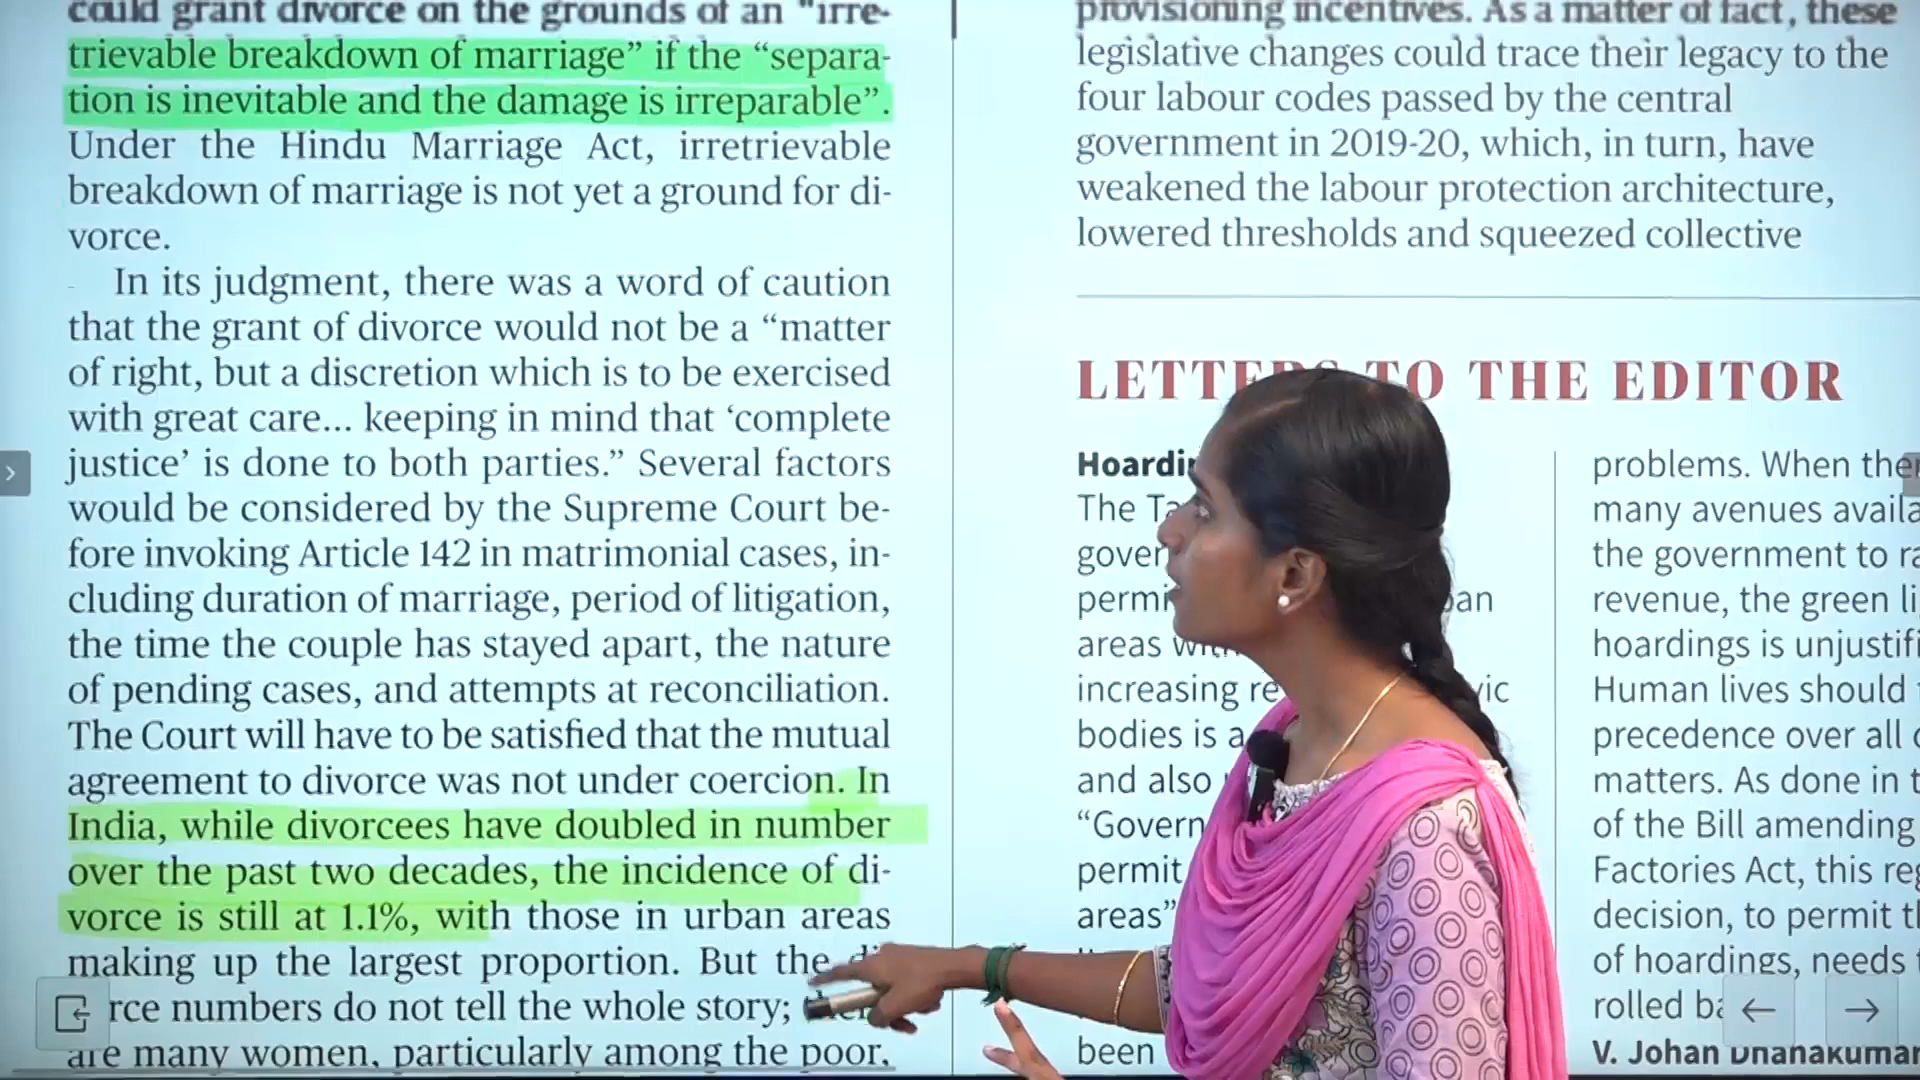 could grant divorce on the grounds of an "irre-
trievable breakdown of marriage” if the “separa-
tion is inevitable and the damage is irreparable”.
Under the Hindu Marriage Act, irretrievable
breakdown of marriage is not yet a ground for di-
vorce.
In its judgment, there was a word of caution
that the grant of divorce would not be a “matter
of right, but a discretion which is to be exercised
with great care... keeping in mind that ‘complete
justice’ is done to both parties.” Several factors
would be considered by the Supreme Court be-
fore invoking Article 142 in matrimonial cases, in-
cluding duration of marriage, period of litigation,
the time the couple has stayed apart, the nature
of pending cases, and attempts at reconciliation.
The Court will have to be satisfied that the mutual
agreement to divorce was not under coercion. In
India, while divorcees have doubled in number
over the past two decades, the incidence of di-
vorce is still at 1.1%, with those in urban areas
making up the largest proportion. But the
numbers do not tell the whole story;
are many women, particularly among the poor,
provisioning incentives. As a matter of fact, these
legislative changes could trace their legacy to the
four labour codes passed by the central
government in 2019-20, which, in turn, have
weakened the labour protection architecture,
lowered thresholds and squeezed collective
LETTERS TO THE EDITOR
The
areas
increasing
bodies is a
and also
permit
areas”
been
problems. When
many avenues
the government to
revenue, the green
hoardings is
Human lives should
precedence over all
matters. As done in
of the Bill amending
Factories Act, this
decision, to permit
of hoardings, needs
rolled
V. Johan Dhanakumar